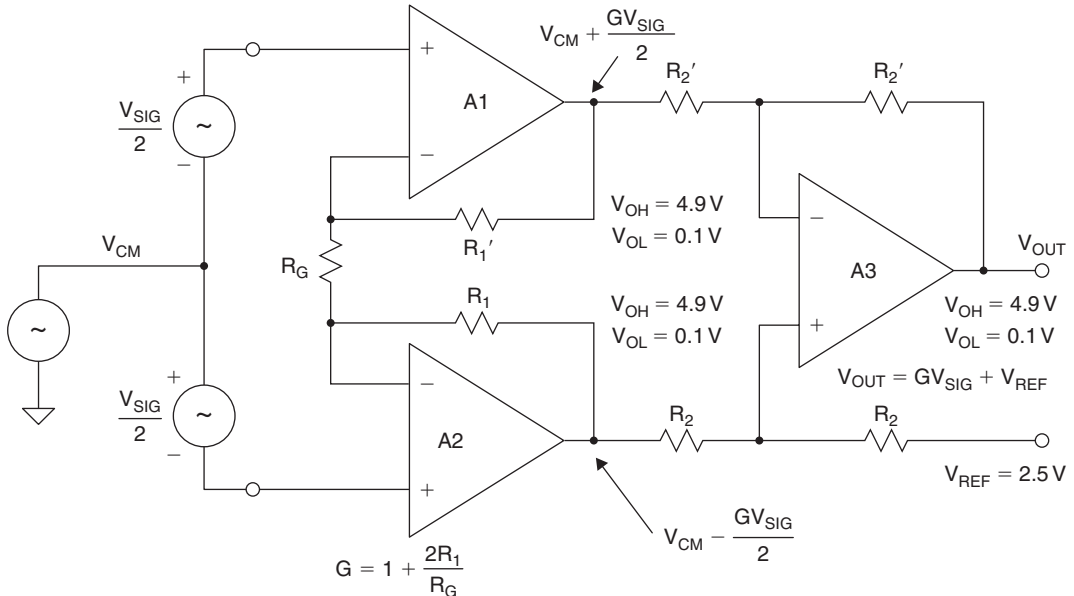 V_CM + GV_SIG/2
R_2′
R_2′
+
A1
−
+
V_SIG/2
~
−
V_OH = 4.9 V
V_OL = 0.1 V
R_1′
V_CM
R_G
−
A3
+
V_OUT
~
R_1
V_OH = 4.9 V
V_OL = 0.1 V
V_OH = 4.9 V
V_OL = 0.1 V
V_OUT = GV_SIG + V_REF
+
V_SIG/2
~
−
−
A2
+
R_2
R_2
V_REF = 2.5 V
V_CM − GV_SIG/2
G = 1 + 2R_1/R_G